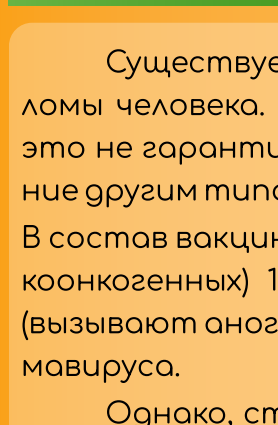 Существуе
ломы человека.
это не гаранти
ние другим типо
В состав вакцин
коонкогенных) 1
(вызывают аног
мавируса.
Однако, ст